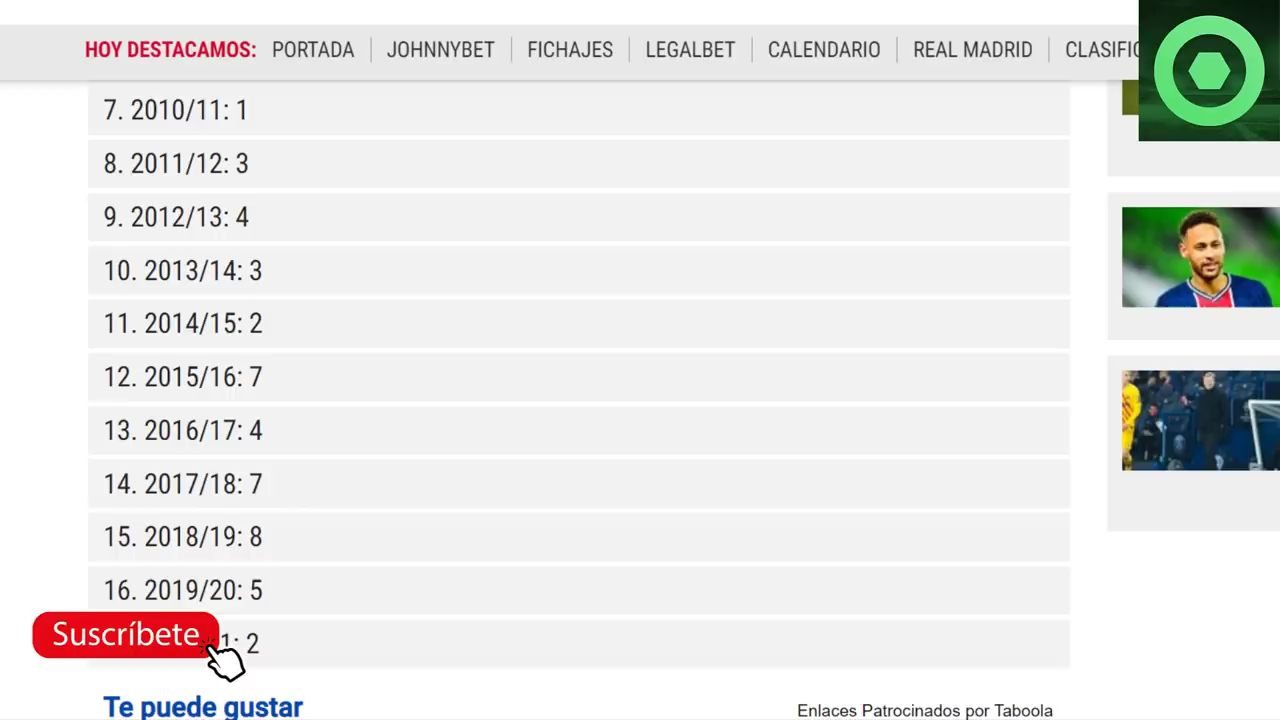 HOY DESTACAMOS: PORTADA JOHNNYBET FICHAJES LEGALBET CALENDARIO REAL MADRID
7. 2010/11: 1
8. 2011/12: 3
9. 2012/13: 4
10. 2013/14: 3
11. 2014/15: 2
12. 2015/16: 7
13. 2016/17: 4
14. 2017/18: 7
15. 2018/19: 8
16. 2019/20: 5
Suscríbete 1: 2
Te puede gustar
Enlaces Patrocinados por Taboola